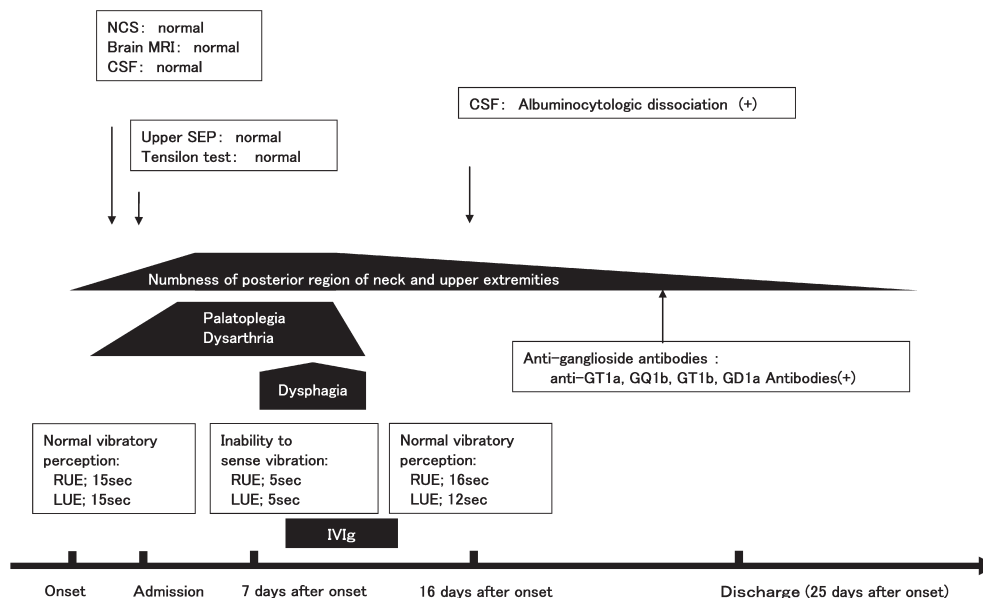 NCS: normal
Brain MRI: normal
CSF: normal
Upper SEP: normal
Tensilon test: normal
CSF: Albuminocytologic dissociation (+)
Numbness of posterior region of neck and upper extremities
Palatoplegia
Dysarthria
Dysphagia
Anti-ganglioside antibodies :
anti-GT1a, GQ1b, GT1b, GD1a Antibodies(+)
Normal vibratory
perception:
RUE; 15sec
LUE; 15sec
Inability to
sense vibration:
RUE; 5sec
LUE; 5sec
Normal vibratory
perception:
RUE; 16sec
LUE; 12sec
IVIg
Onset
Admission
7 days after onset
16 days after onset
Discharge (25 days after onset)